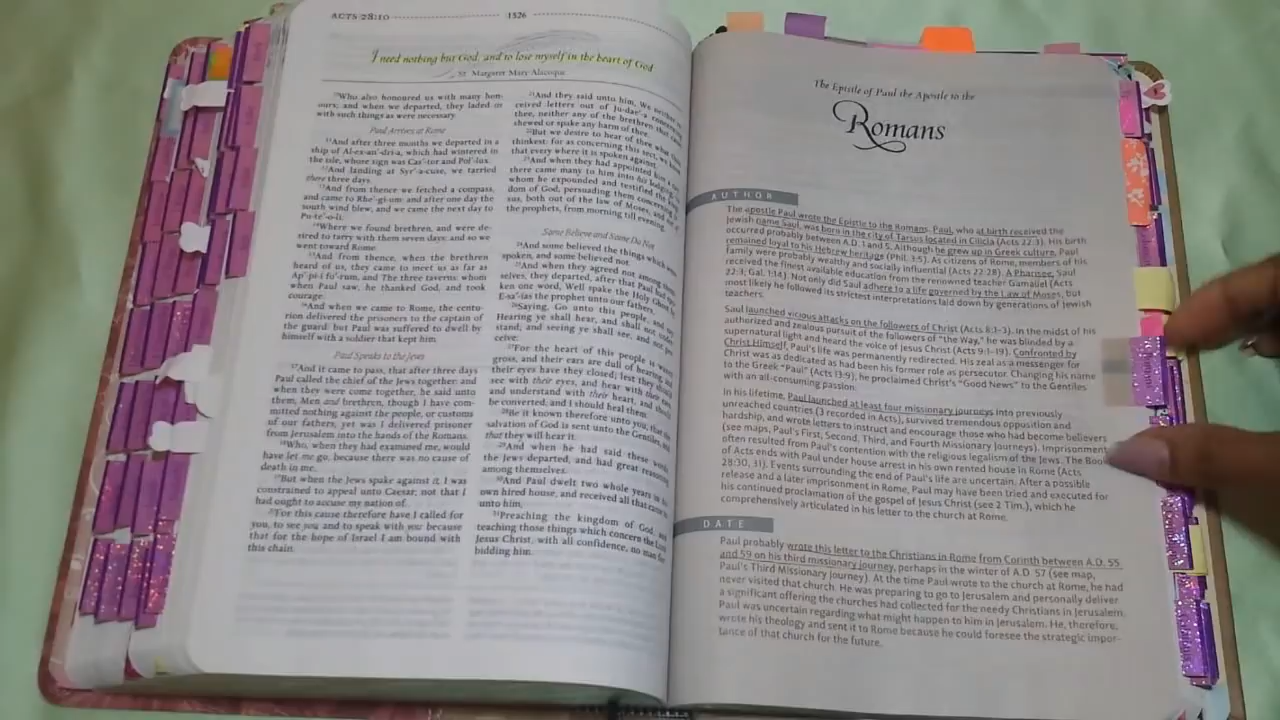 ACTS 28:10
1526
I need nothing but God, and to lose myself in the heart of God
St. Margaret Mary Alacoque
10Who also honoured us with many hon-
ours; and when we departed, they laded us
with such things as were necessary.
Paul Arrives at Rome
11And after three months we departed in a
ship of Al-ex-an'-dri-a, which had wintered in
the isle, whose sign was Cas'-tor and Pol'-lux.
12And landing at Syr'-a-cuse, we tarried
there three days.
13And from thence we fetched a compass,
and came to Rhe'-gi-um: and after one day the
south wind blew, and we came the next day to
Pu-te'-o-li:
14Where we found brethren, and were de-
sired to tarry with them seven days: and so we
went toward Rome.
15And from thence, when the brethren
heard of us, they came to meet us as far as
Ap'-pi-i fo'-rum, and The three taverns: whom
when Paul saw, he thanked God, and took
courage.
16And when we came to Rome, the centu-
rion delivered the prisoners to the captain of
the guard: but Paul was suffered to dwell by
himself with a soldier that kept him.
Paul Speaks to the Jews
17And it came to pass, that after three days
Paul called the chief of the Jews together: and
when they were come together, he said unto
them, Men and brethren, though I have com-
mitted nothing against the people, or customs
of our fathers, yet was I delivered prisoner
from Jerusalem into the hands of the Romans.
18Who, when they had examined me, would
have let me go, because there was no cause of
death in me.
19But when the Jews spake against it, I was
constrained to appeal unto Caesar; not that I
had ought to accuse my nation of.
20For this cause therefore have I called for
you, to see you and to speak with you: because
that for the hope of Israel I am bound with
this chain.
21And they said unto him, We neither
ceived letters out of Ju-dae'-a concerning
thee, neither any of the brethren that came
shewed or spake any harm of thee.
22But we desire to hear of thee what thou
thinkest: for as concerning this sect, we know
that every where it is spoken against.
23And when they had appointed him a day,
there came many to him into his lodging;
whom he expounded and testified the king-
dom of God, persuading them concerning
sus, both out of the law of Moses, and
the prophets, from morning till evening.
Some Believe and Some Do Not
24And some believed the things which were
spoken, and some believed not.
25And when they agreed not among them-
selves, they departed, after that Paul had spo-
ken one word, Well spake the Holy Ghost by
E-sa'-ias the prophet unto our fathers,
26Saying, Go unto this people, and say,
Hearing ye shall hear, and shall not under-
stand; and seeing ye shall see, and not per-
ceive:
27For the heart of this people is waxed
gross, and their ears are dull of hearing, and
their eyes have they closed; lest they should
see with their eyes, and hear with their ears,
and understand with their heart, and should
be converted, and I should heal them.
28Be it known therefore unto you, that the
salvation of God is sent unto the Gentiles, and
that they will hear it.
29And when he had said these words,
the Jews departed, and had great reasoning
among themselves.
30And Paul dwelt two whole years in his
own hired house, and received all that came in
unto him,
31Preaching the kingdom of God, and
teaching those things which concern the Lord
Jesus Christ, with all confidence, no man for-
bidding him.
The Epistle of Paul the Apostle to the
Romans
AUTHOR
The apostle Paul wrote the Epistle to the Romans. Paul, who at birth received the
Jewish name Saul, was born in the city of Tarsus located in Cilicia (Acts 22:3). His birth
occurred probably between A.D. 1 and 5. Although he grew up in Greek culture, Paul
remained loyal to his Hebrew heritage (Phil. 3:5). As citizens of Rome, members of his
family were probably wealthy and socially influential (Acts 22:28). A Pharisee, Saul
received the finest available education from the renowned teacher Gamaliel (Acts
22:3; Gal. 1:14). Not only did Saul adhere to a life governed by the Law of Moses, but
most likely he followed its strictest interpretations laid down by generations of Jewish
teachers.
Saul launched vicious attacks on the followers of Christ (Acts 8:1–3). In the midst of his
authorized and zealous pursuit of the followers of "the Way," he was blinded by a
supernatural light and heard the voice of Jesus Christ (Acts 9:1–19). Confronted by
Christ Himself, Paul's life was permanently redirected. His zeal as a messenger for
Christ was as dedicated as had been his former role as persecutor. Changing his name
to the Greek "Paul" (Acts 13:9), he proclaimed Christ's "Good News" to the Gentiles
with an all-consuming passion.
In his lifetime, Paul launched at least four missionary journeys into previously
unreached countries (3 recorded in Acts), survived tremendous opposition and
hardship, and wrote letters to instruct and encourage those who had become believers
(see maps, Paul's First, Second, Third, and Fourth Missionary Journeys). Imprisonment
often resulted from Paul's contention with the religious legalism of the Jews. The Book
of Acts ends with Paul under house arrest in his own rented house in Rome (Acts
28:30, 31). Events surrounding the end of Paul's life are uncertain. After a possible
release and a later imprisonment in Rome, Paul may have been tried and executed for
his continued proclamation of the gospel of Jesus Christ (see 2 Tim.), which he
comprehensively articulated in his letter to the church at Rome.
DATE
Paul probably wrote this letter to the Christians in Rome from Corinth between A.D. 55
and 59 on his third missionary journey, perhaps in the winter of A.D. 57 (see map,
Paul's Third Missionary Journey). At the time Paul wrote to the church at Rome, he had
never visited that church. He was preparing to go to Jerusalem and personally deliver
a significant offering the churches had collected for the needy Christians in Jerusalem.
Paul was uncertain regarding what might happen to him in Jerusalem. He, therefore,
wrote his theology and sent it to Rome because he could foresee the strategic impor-
tance of that church for the future.